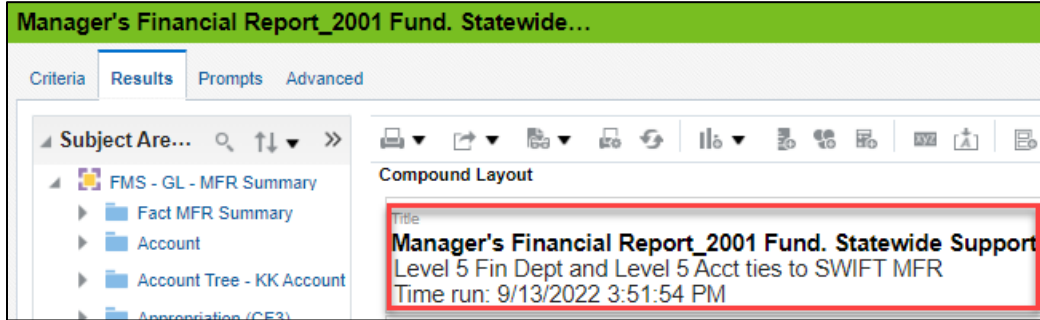 Manager's Financial Report_2001 Fund. Statewide...
Criteria Results Prompts Advanced
Subject Are...
FMS - GL - MFR Summary
Fact MFR Summary
Account
Account Tree - KK Account
Appropriation (CF3)
Compound Layout
Title
Manager's Financial Report_2001 Fund. Statewide Support
Level 5 Fin Dept and Level 5 Acct ties to SWIFT MFR
Time run: 9/13/2022 3:51:54 PM